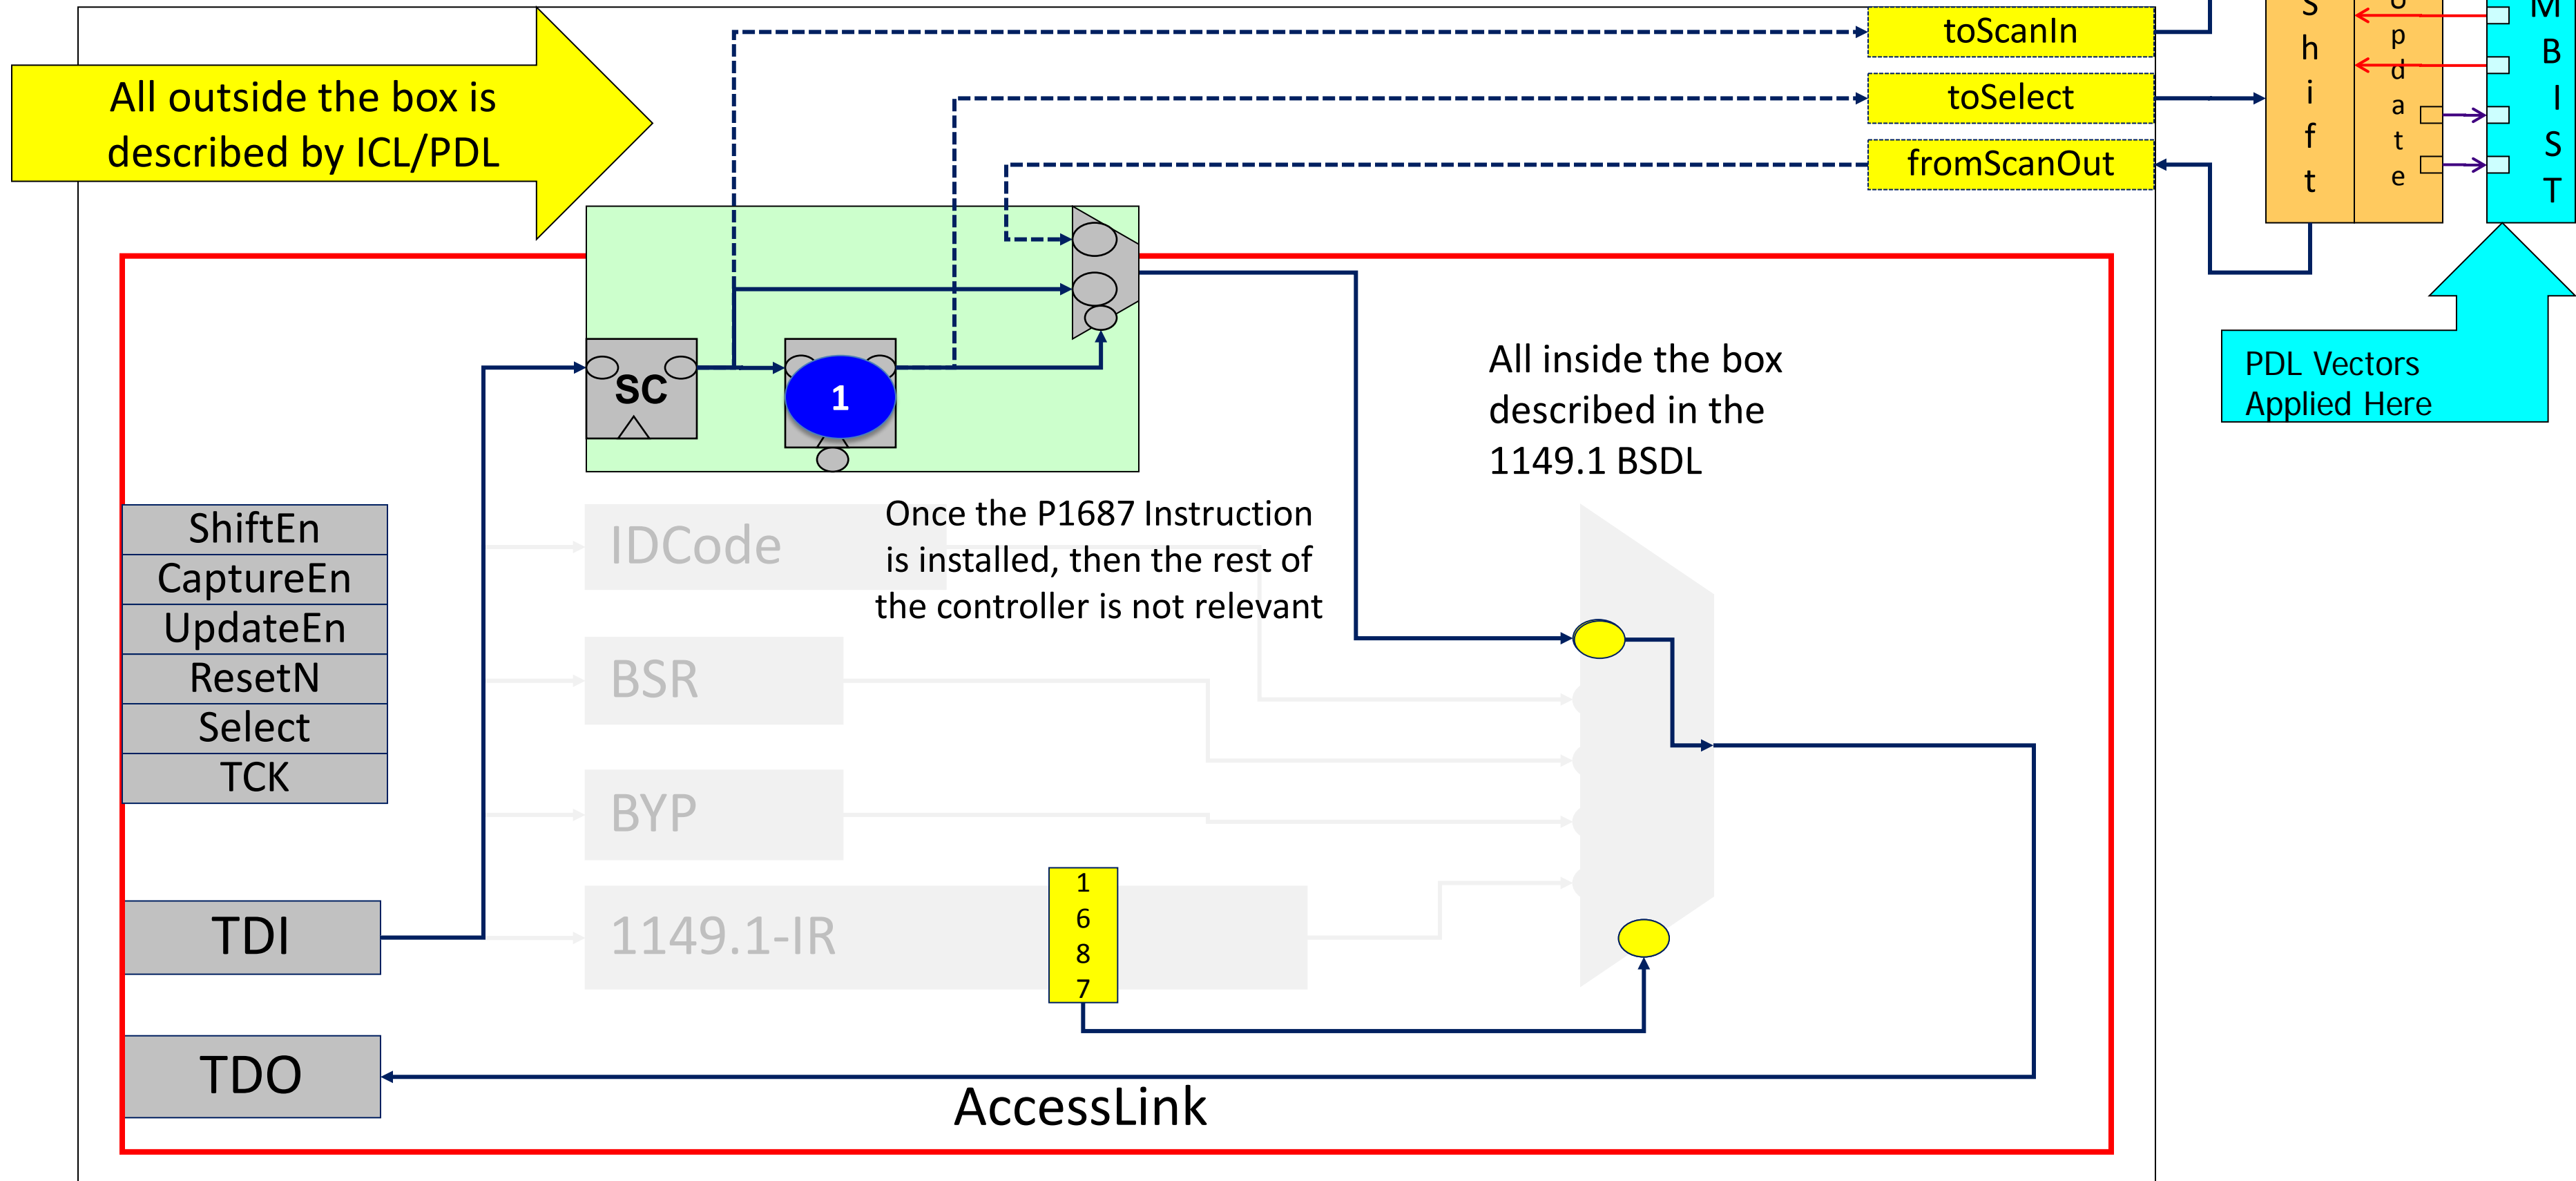 All outside the box is
described by ICL/PDL
toScanIn
toSelect
fromScanOut
S
h
i
f
t
p
d
a
t
e
M
B
I
S
T
SC
1
All inside the box
described in the
1149.1 BSDL
PDL Vectors
Applied Here
ShiftEn
CaptureEn
UpdateEn
ResetN
Select
TCK
IDCode
Once the P1687 Instruction
is installed, then the rest of
the controller is not relevant
BSR
BYP
1149.1-IR
1
6
8
7
TDI
TDO
AccessLink